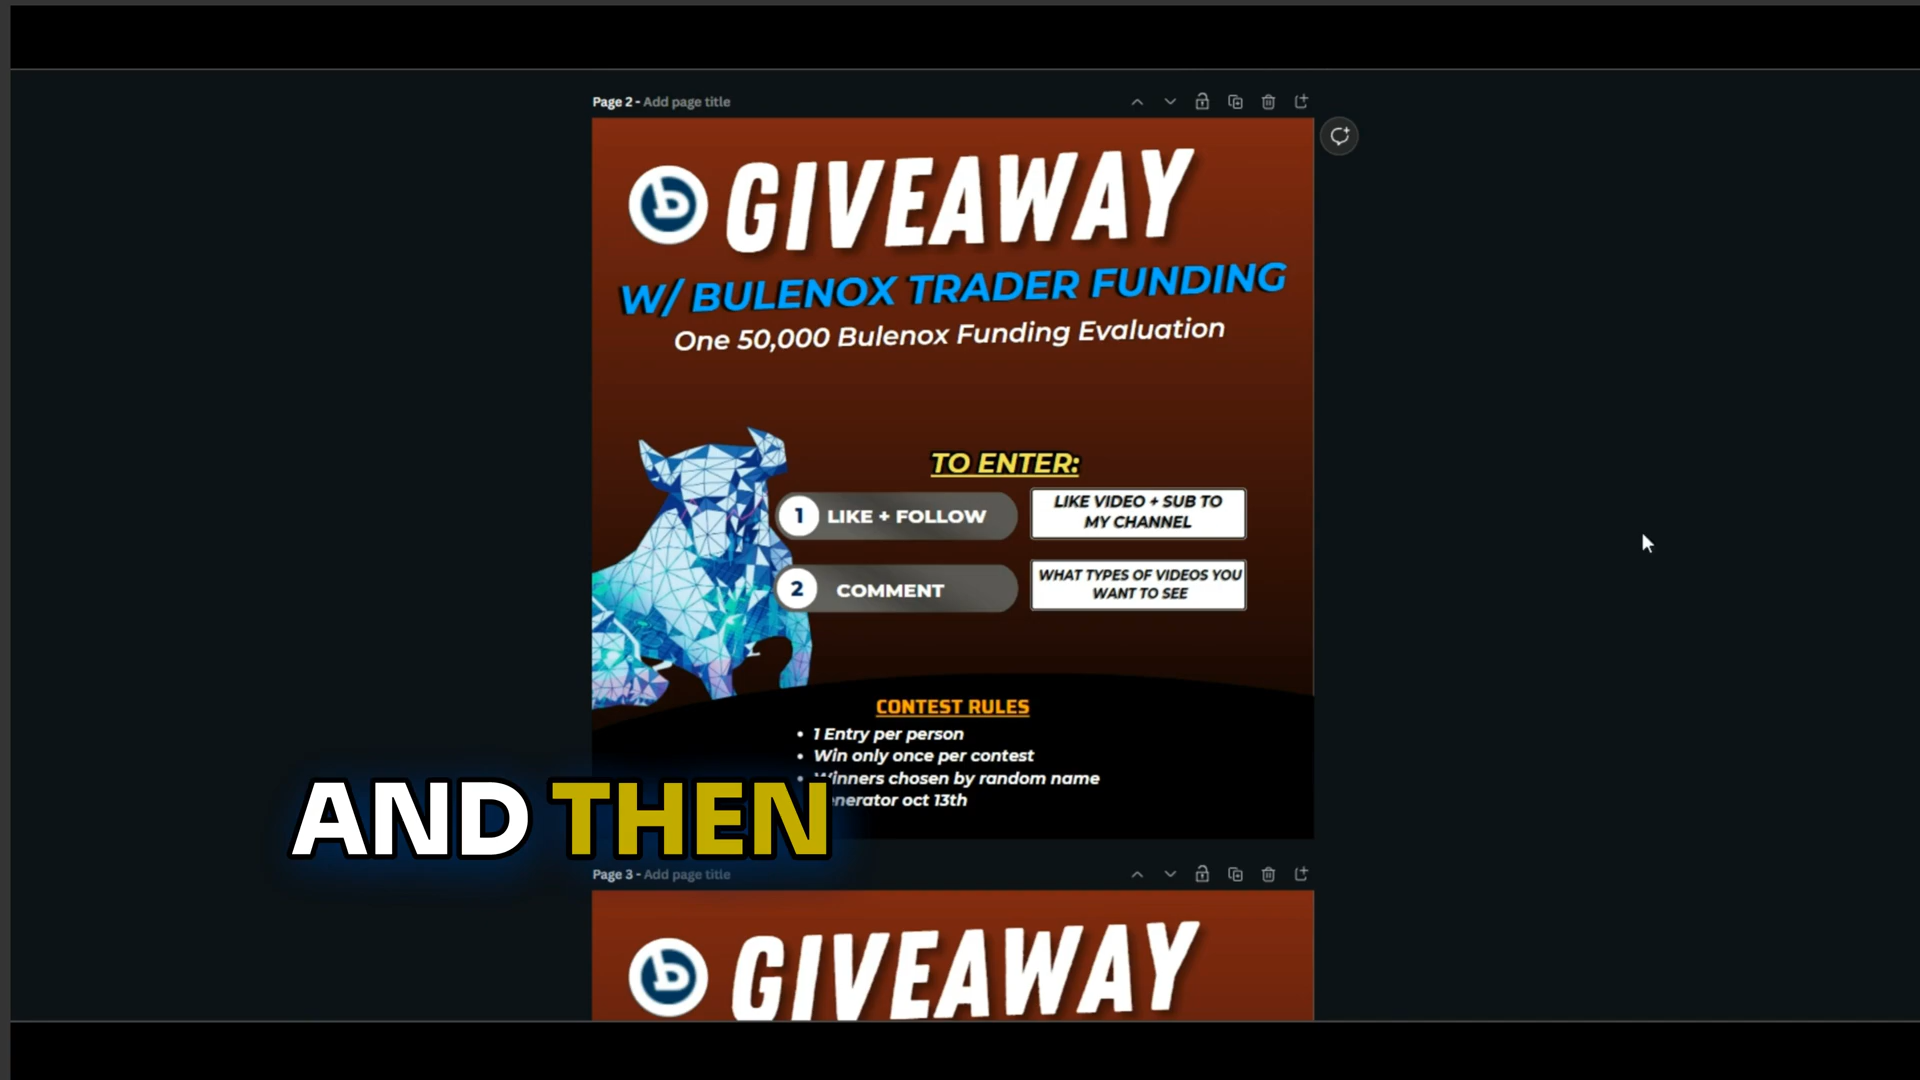 Page 2 - Add page title
GIVEAWAY
W/ BULENOX TRADER FUNDING
One 50,000 Bulenox Funding Evaluation
TO ENTER:
1 LIKE + FOLLOW
LIKE VIDEO + SUB TO
MY CHANNEL
2 COMMENT
WHAT TYPES OF VIDEOS YOU
WANT TO SEE
CONTEST RULES
• 1 Entry per person
• Win only once per contest
• Winners chosen by random name
enerator oct 13th
AND THEN
Page 3 - Add page title
GIVEAWAY